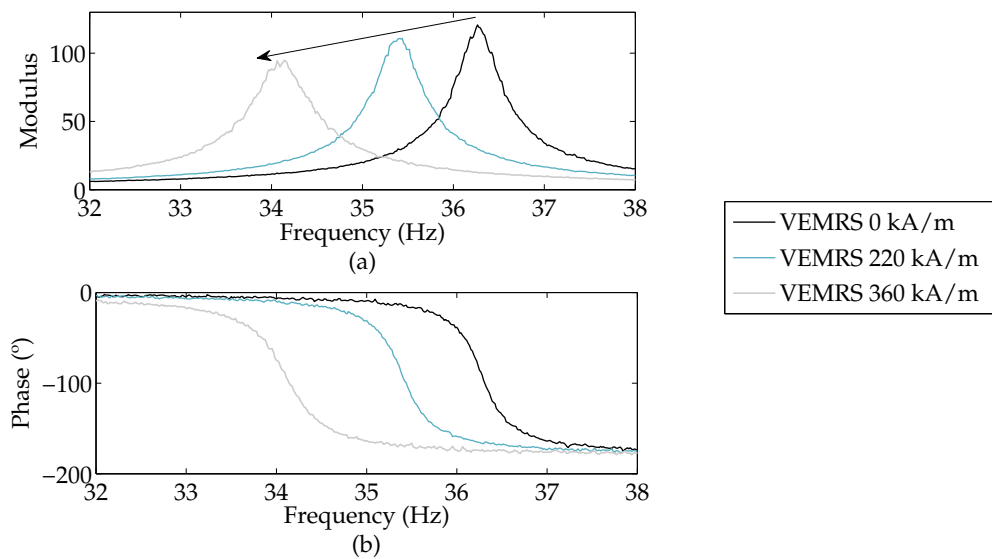 100
50
0
Modulus
32 33 34 35 36 37 38
Frequency (Hz)
(a)
0
−100
−200
Phase (º)
32 33 34 35 36 37 38
Frequency (Hz)
(b)
VEMRS 0 kA/m
VEMRS 220 kA/m
VEMRS 360 kA/m